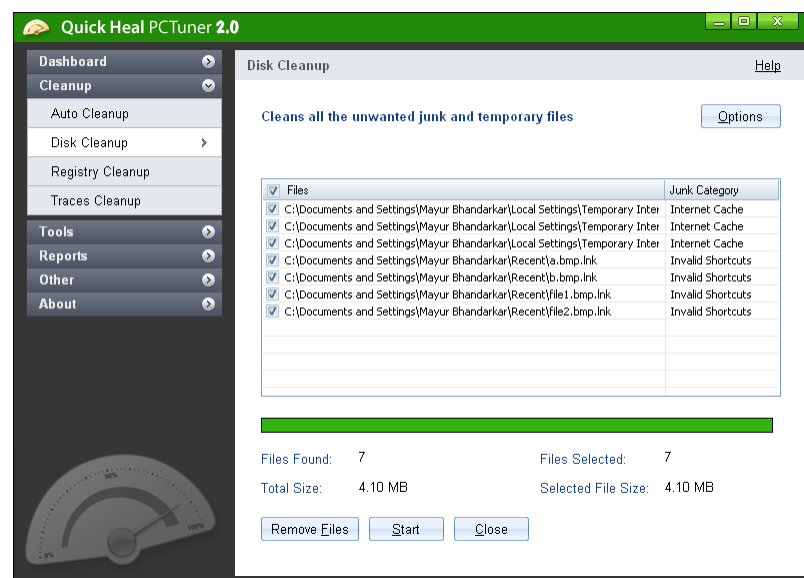 Quick Heal PCTuner 2.0
Dashboard
Cleanup
Auto Cleanup
Disk Cleanup
Registry Cleanup
Traces Cleanup
Tools
Reports
Other
About
50%
100%
0%
Disk Cleanup
Help
Cleans all the unwanted junk and temporary files
Options
Files Junk Category
C:\Documents and Settings\Mayur Bhandarkar\Local Settings\Temporary Inter Internet Cache
C:\Documents and Settings\Mayur Bhandarkar\Local Settings\Temporary Inter Internet Cache
C:\Documents and Settings\Mayur Bhandarkar\Local Settings\Temporary Inter Internet Cache
C:\Documents and Settings\Mayur Bhandarkar\Recent\a.bmp.lnk Invalid Shortcuts
C:\Documents and Settings\Mayur Bhandarkar\Recent\b.bmp.lnk Invalid Shortcuts
C:\Documents and Settings\Mayur Bhandarkar\Recent\file1.bmp.lnk Invalid Shortcuts
C:\Documents and Settings\Mayur Bhandarkar\Recent\file2.bmp.lnk Invalid Shortcuts
Files Found: 7 Files Selected: 7
Total Size: 4.10 MB Selected File Size: 4.10 MB
Remove Files Start Close